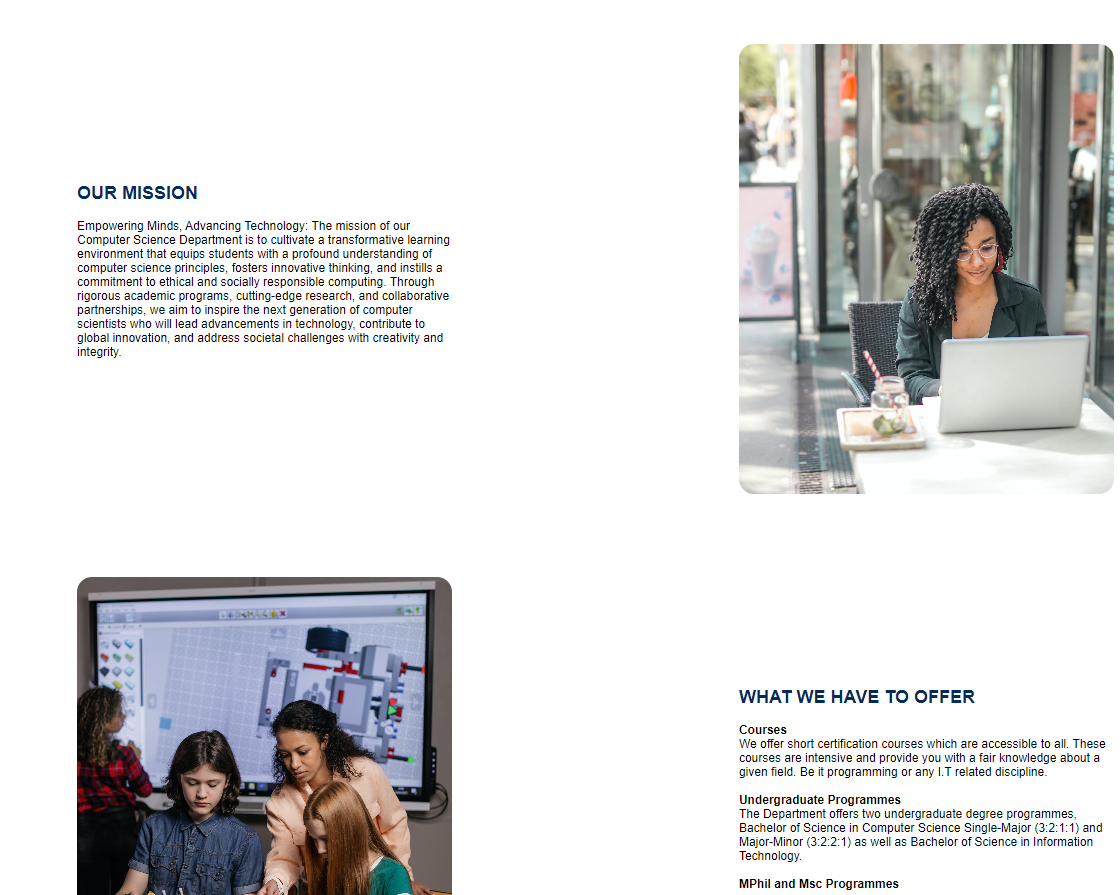 OUR MISSION
Empowering Minds, Advancing Technology: The mission of our
Computer Science Department is to cultivate a transformative learning
environment that equips students with a profound understanding of
computer science principles, fosters innovative thinking, and instills a
commitment to ethical and socially responsible computing. Through
rigorous academic programs, cutting-edge research, and collaborative
partnerships, we aim to inspire the next generation of computer
scientists who will lead advancements in technology, contribute to
global innovation, and address societal challenges with creativity and
integrity.
WHAT WE HAVE TO OFFER
Courses
We offer short certification courses which are accessible to all. These
courses are intensive and provide you with a fair knowledge about a
given field. Be it programming or any I.T related discipline.
Undergraduate Programmes
The Department offers two undergraduate degree programmes,
Bachelor of Science in Computer Science Single-Major (3:2:1:1) and
Major-Minor (3:2:2:1) as well as Bachelor of Science in Information
Technology.
MPhil and Msc Programmes